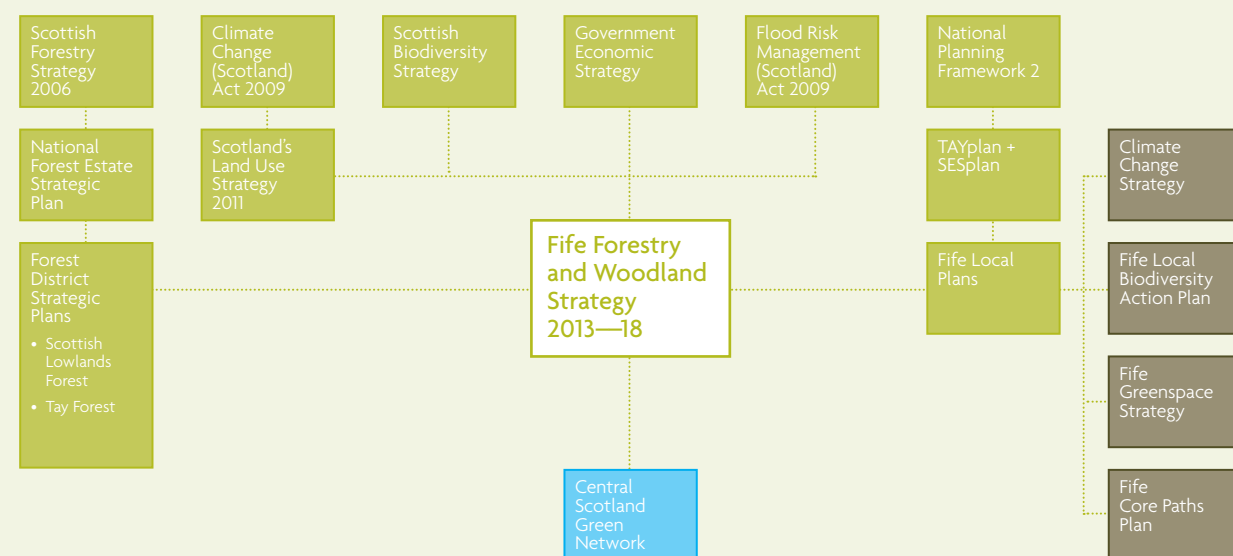 Scottish
Forestry
Strategy
2006
Climate
Change
(Scotland)
Act 2009
Scottish
Biodiversity
Strategy
Government
Economic
Strategy
Flood Risk
Management
(Scotland)
Act 2009
National
Planning
Framework 2
National
Forest Estate
Strategic
Plan
Scotland's
Land Use
Strategy
2011
TAYplan +
SESplan
Climate
Change
Strategy
Forest
District
Strategic
Plans
• Scottish
Lowlands
Forest
• Tay Forest
Fife Forestry
and Woodland
Strategy
2013—18
Fife Local
Plans
Fife Local
Biodiversity
Action Plan
Fife
Greenspace
Strategy
Central
Scotland
Green
Network
Fife
Core Paths
Plan